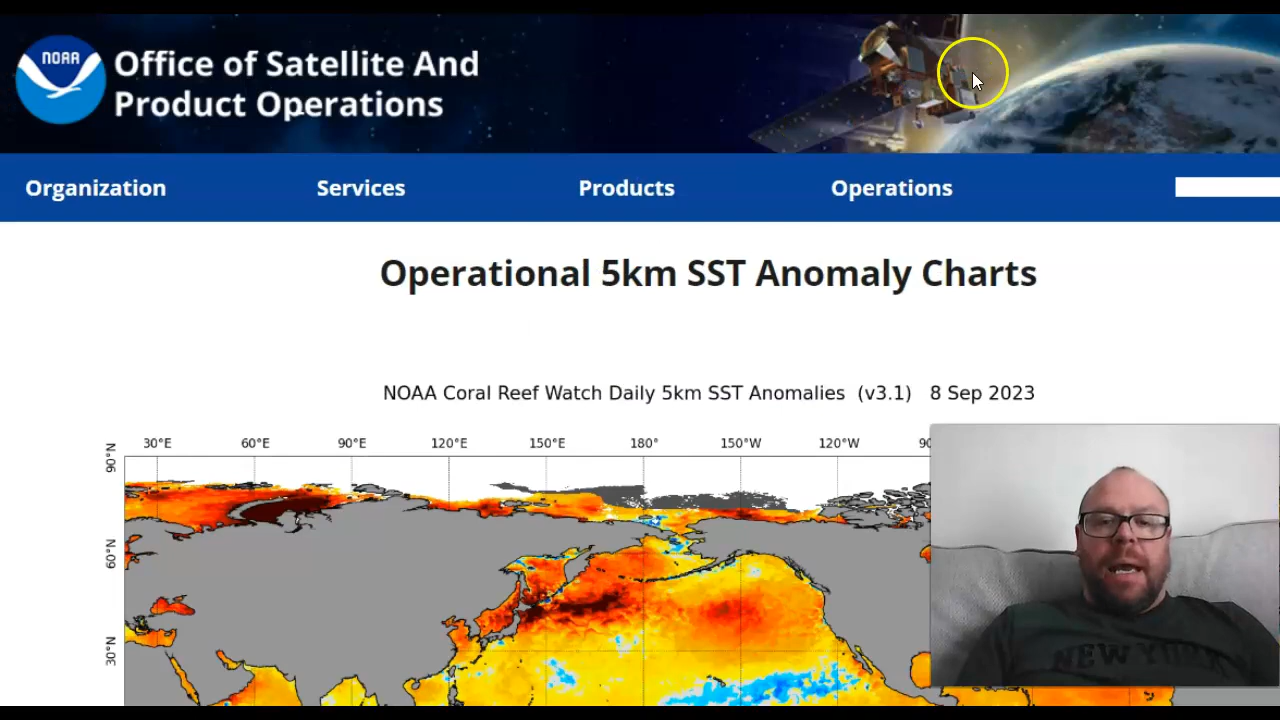 NOAA
Office of Satellite And
Product Operations
Organization Services Products Operations
Operational 5km SST Anomaly Charts
NOAA Coral Reef Watch Daily 5km SST Anomalies (v3.1) 8 Sep 2023
30°E 60°E 90°E 120°E 150°E 180° 150°W 120°W
90°N
60°N
30°N
NEW YORK